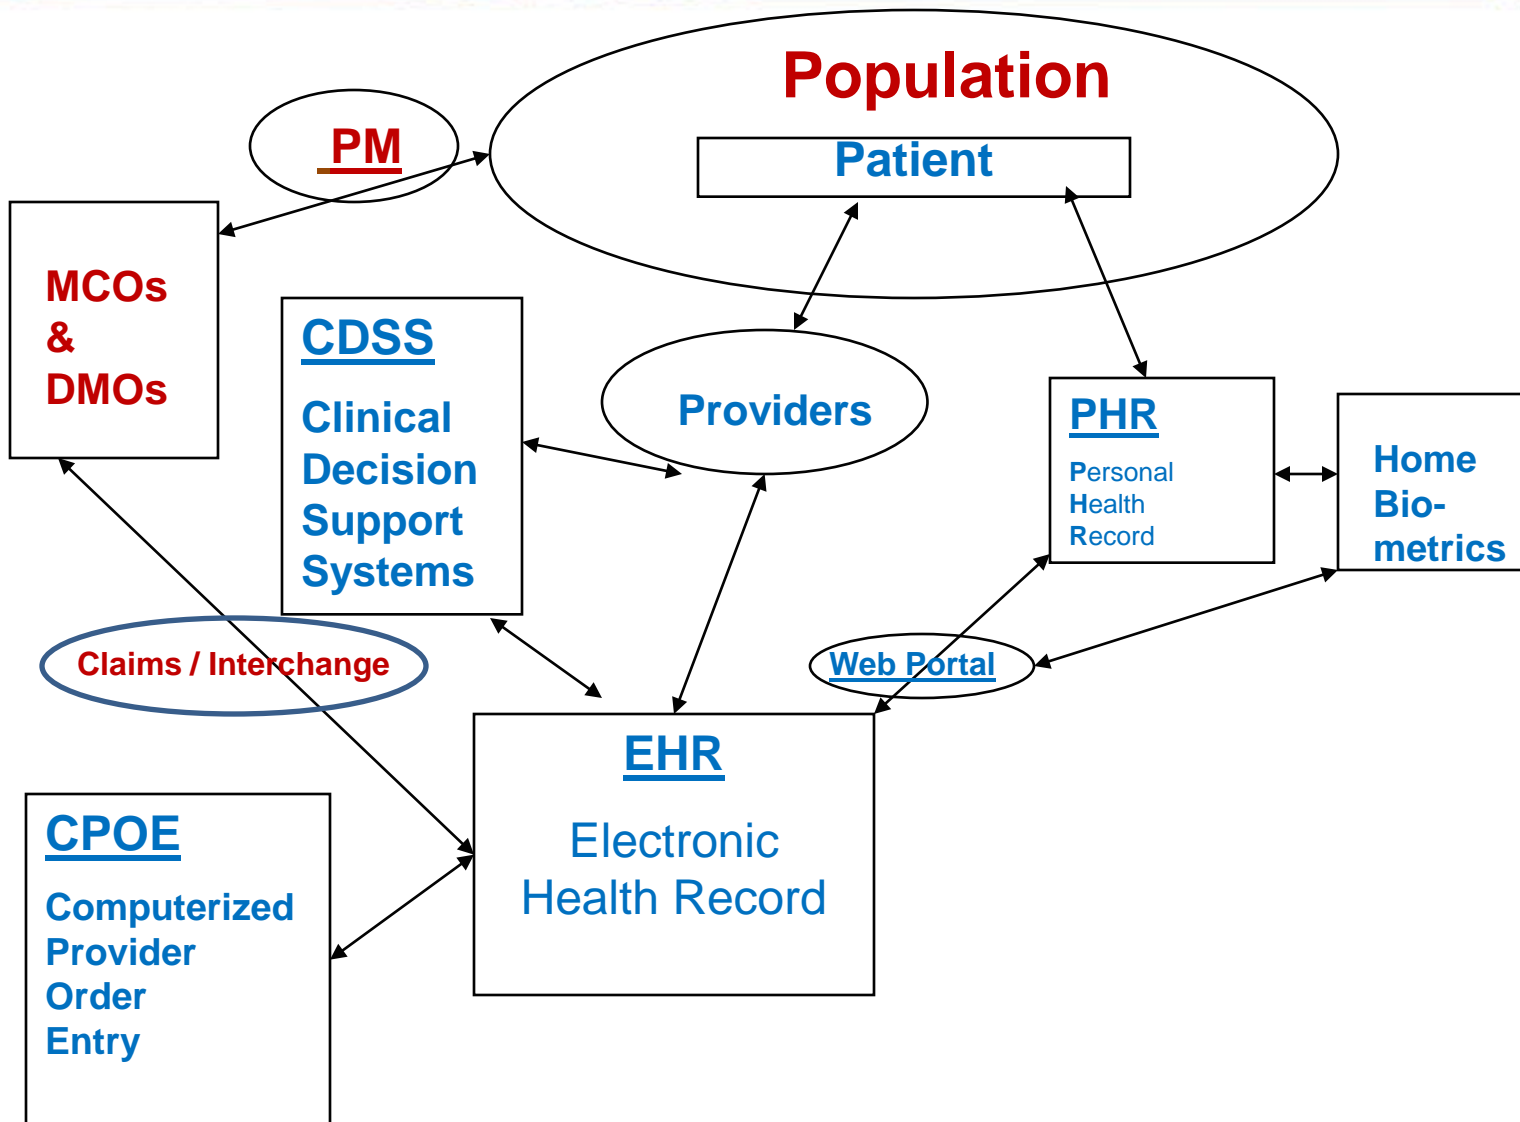 Population
Patient
PM
MCOs
&
DMOs
CDSS
Clinical
Decision
Support
Systems
Providers
PHR
Personal
Health
Record
Home
Bio-
metrics
Claims / Interchange
Web Portal
EHR
Electronic
Health Record
CPOE
Computerized
Provider
Order
Entry